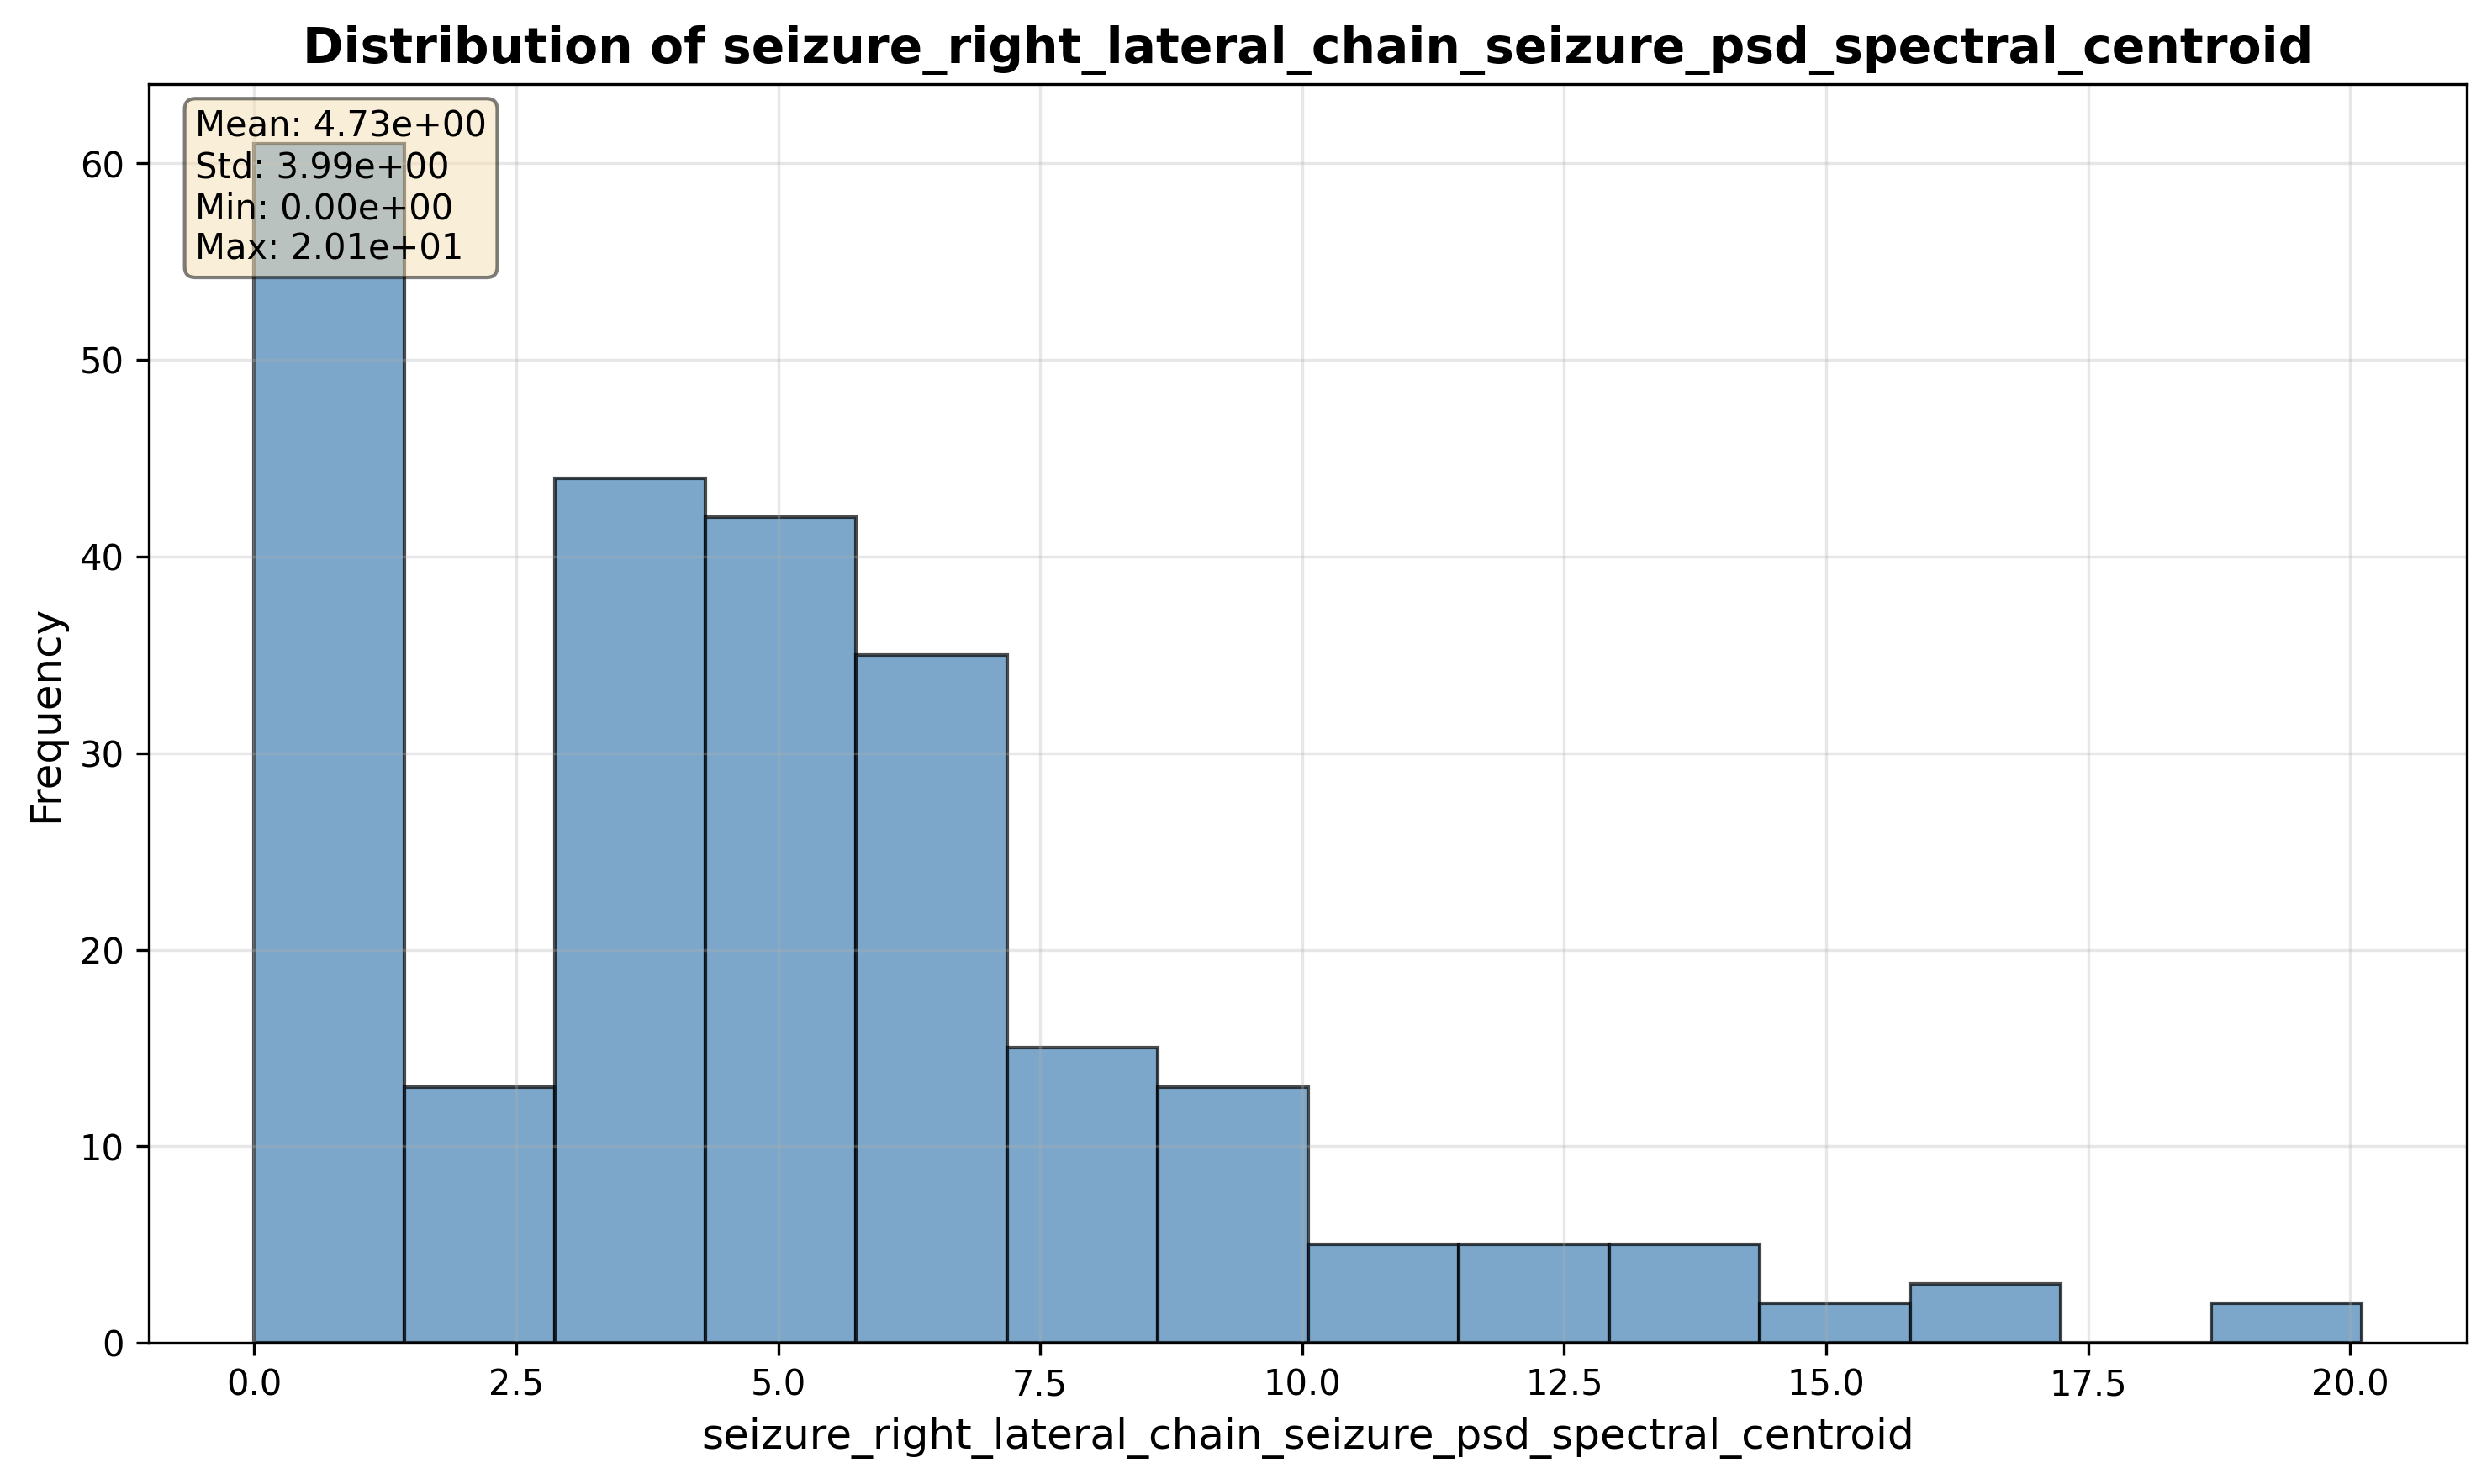 Distribution of seizure_right_lateral_chain_seizure_psd_spectral_centroid
Mean: 4.73e+00
Std: 3.99e+00
Min: 0.00e+00
Max: 2.01e+01
Frequency
60
50
40
30
20
10
0
0.0 2.5 5.0 7.5 10.0 12.5 15.0 17.5 20.0
seizure_right_lateral_chain_seizure_psd_spectral_centroid